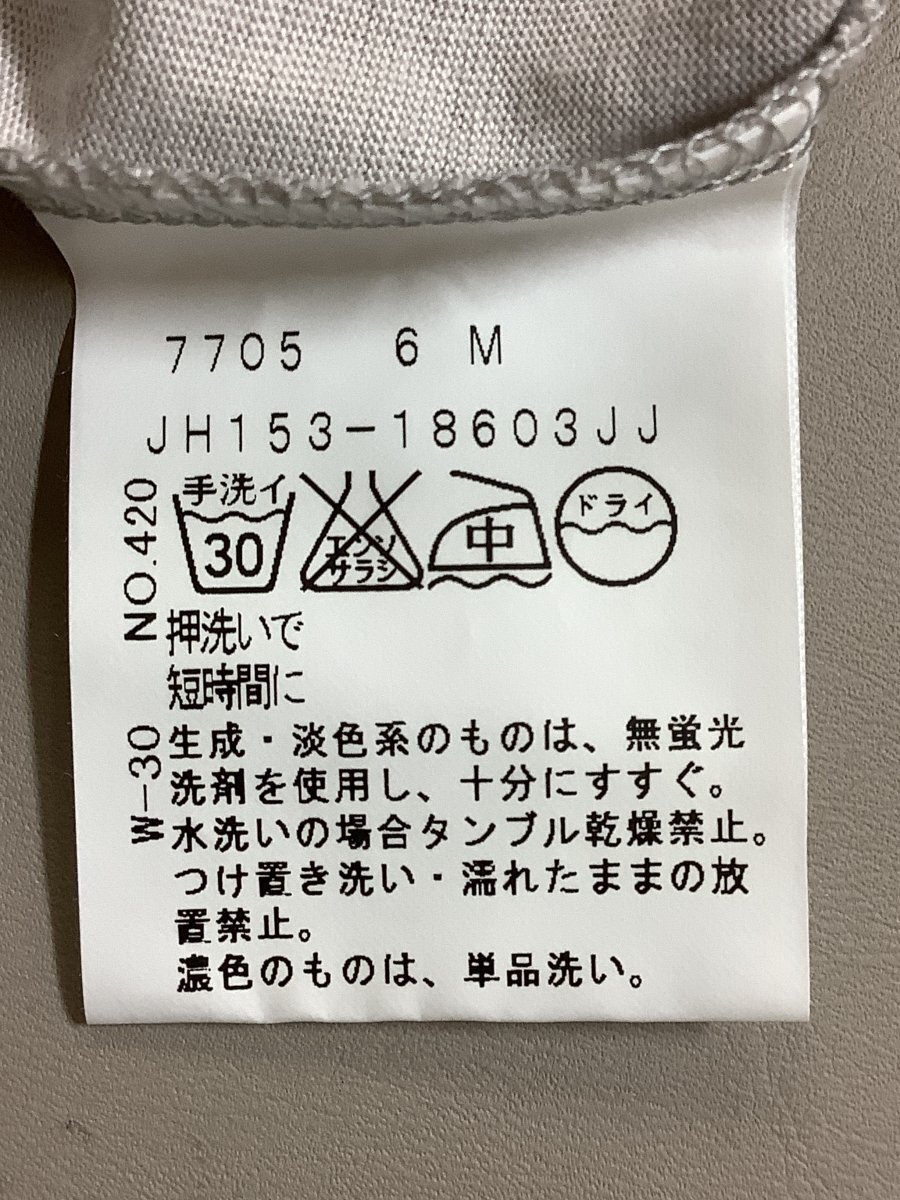 7705 6 M
JH153-18603JJ
NO.420
手洗イ
30
エンソ
サラシ
中
ドライ
押洗いで
短時間に
W-30
生成・淡色系のものは、無蛍光
洗剤を使用し、十分にすすぐ。
水洗いの場合タンブル乾燥禁止。
つけ置き洗い・濡れたままの放
置禁止。
濃色のものは、単品洗い。